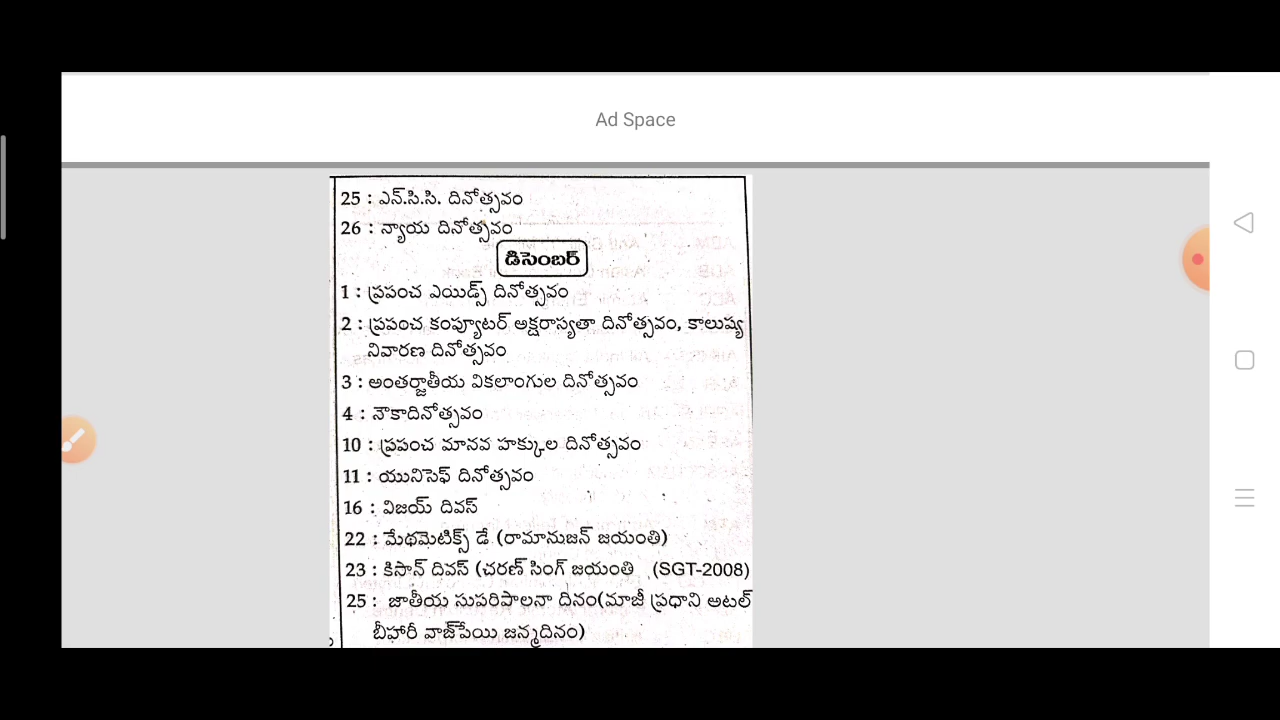 Ad Space
25 : ఎన్.సి.సి. దినోత్సవం
26 : న్యాయ దినోత్సవం
డిసెంబర్
1 : ప్రపంచ ఎయిడ్స్ దినోత్సవం
2 : ప్రపంచ కంప్యూటర్ అక్షరాస్యతా దినోత్సవం, కాలుష్య
నివారణ దినోత్సవం
3 : అంతర్జాతీయ వికలాంగుల దినోత్సవం
4 : నౌకాదినోత్సవం
10 : ప్రపంచ మానవ హక్కుల దినోత్సవం
11 : యునిసెఫ్ దినోత్సవం
16 : విజయ్ దివస్
22 : మేథమెటిక్స్ డే (రామానుజన్ జయంతి)
23 : కిసాన్ దివస్ (చరణ్ సింగ్ జయంతి (SGT-2008)
25 : జాతీయ సుపరిపాలనా దినం(మాజీ ప్రధాని అటల్
బీహారీ వాజ్‌పేయి జన్మదినం)